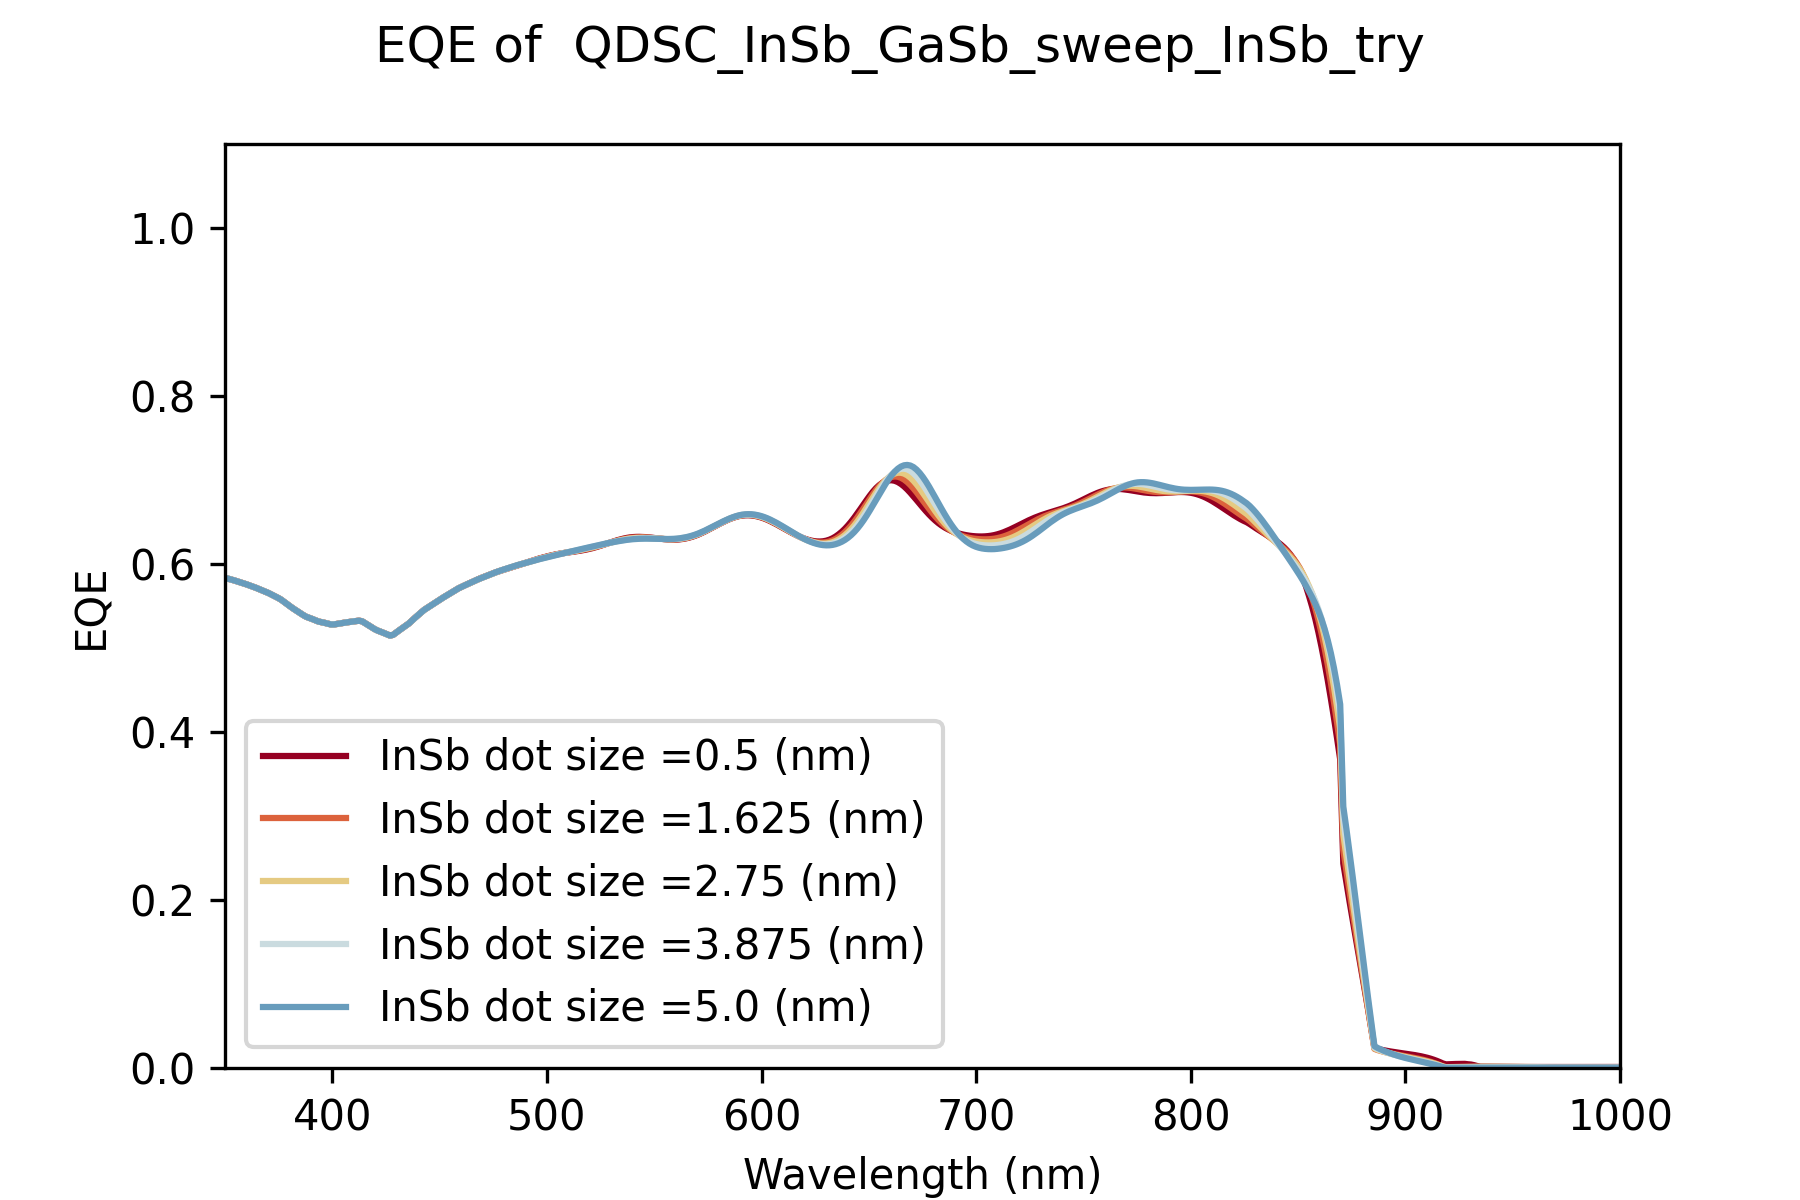 EQE of  QDSC_InSb_GaSb_sweep_InSb_try
1.0
0.8
0.6
0.4
0.2
0.0
EQE
InSb dot size =0.5 (nm)
InSb dot size =1.625 (nm)
InSb dot size =2.75 (nm)
InSb dot size =3.875 (nm)
InSb dot size =5.0 (nm)
400 500 600 700 800 900 1000
Wavelength (nm)